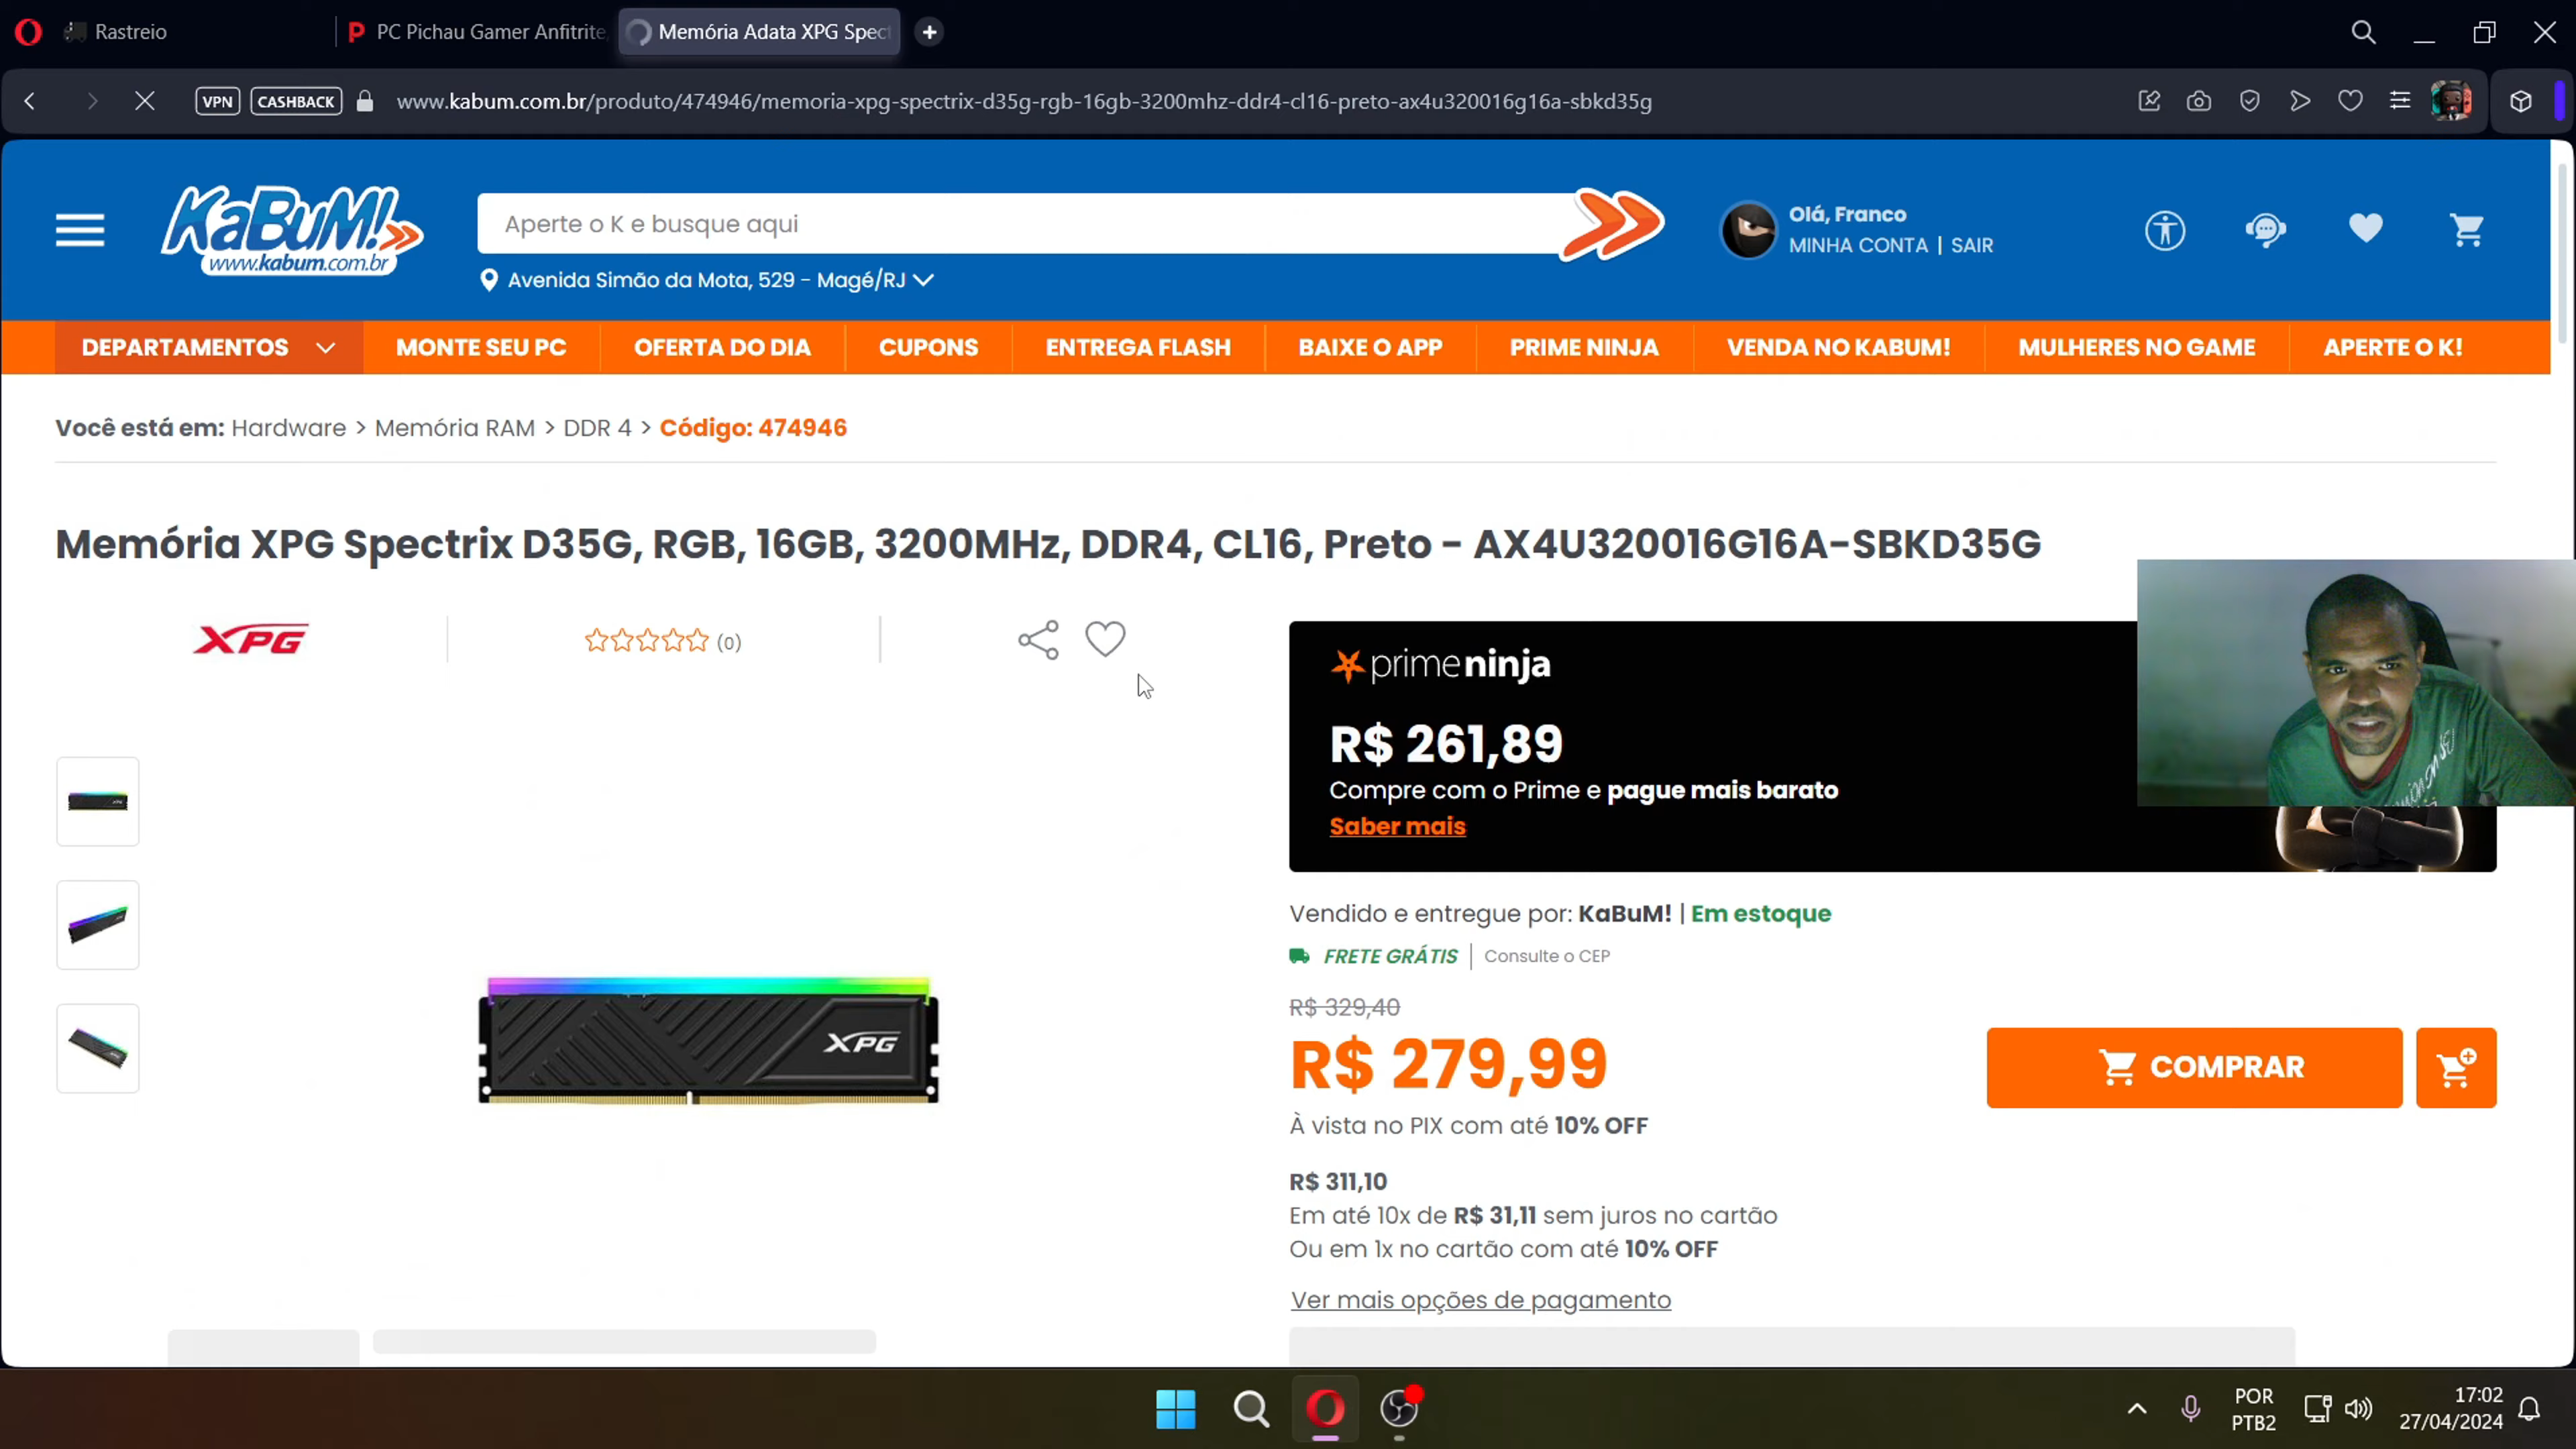 Rastreio
PC Pichau Gamer Anfitrite,
Memória Adata XPG Spect
VPN
CASHBACK
www.kabum.com.br/produto/474946/memoria-xpg-spectrix-d35g-rgb-16gb-3200mhz-ddr4-cl16-preto-ax4u320016g16a-sbkd35g
KaBuM!
www.kabum.com.br
Aperte o K e busque aqui
Avenida Simão da Mota, 529 - Magé/RJ
Olá, Franco
MINHA CONTA | SAIR
DEPARTAMENTOS
MONTE SEU PC
OFERTA DO DIA
CUPONS
ENTREGA FLASH
BAIXE O APP
PRIME NINJA
VENDA NO KABUM!
MULHERES NO GAME
APERTE O K!
Você está em: Hardware > Memória RAM > DDR 4 > Código: 474946
Memória XPG Spectrix D35G, RGB, 16GB, 3200MHz, DDR4, CL16, Preto - AX4U320016G16A-SBKD35G
XPG
(0)
primeninja
R$ 261,89
Compre com o Prime e pague mais barato
Saber mais
Vendido e entregue por: KaBuM! | Em estoque
FRETE GRÁTIS | Consulte o CEP
R$ 329,40
R$ 279,99
COMPRAR
À vista no PIX com até 10% OFF
R$ 311,10
Em até 10x de R$ 31,11 sem juros no cartão
Ou em 1x no cartão com até 10% OFF
Ver mais opções de pagamento
XPG
POR
PTB2
17:02
27/04/2024